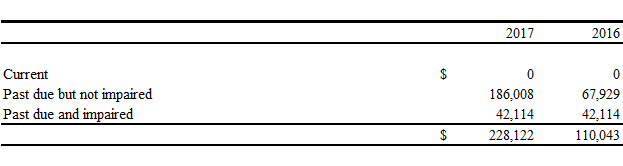 2017 2016
Current $ 0 0
Past due but not impaired 186,008 67,929
Past due and impaired 42,114 42,114
$ 228,122 110,043